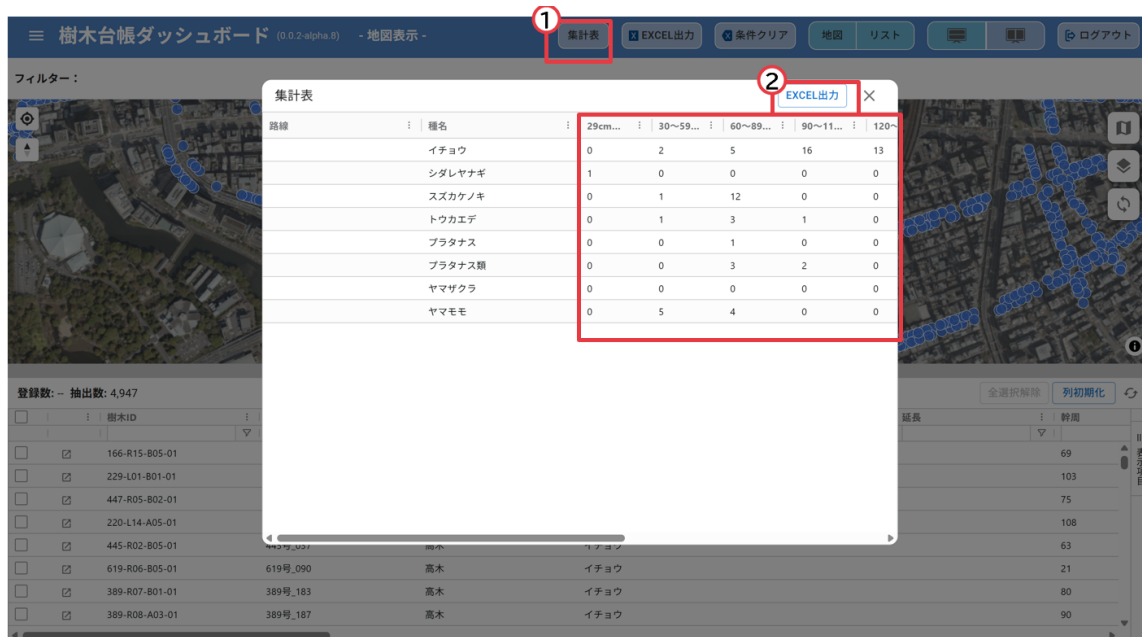 ①
樹木台帳ダッシュボード (0.0.2-alpha.8) - 地図表示 - 集計表 EXCEL出力 条件クリア 地図 リスト ログアウト
フィルター：
②
集計表 EXCEL出力
路線 種名 29cm... 30～59... 60～89... 90～11... 120～
イチョウ 0 2 5 16 13
シダレヤナギ 1 0 0 0 0
スズカケノキ 0 1 12 0 0
トウカエデ 0 1 3 1 0
プラタナス 0 0 1 0 0
プラタナス類 0 0 3 2 0
ヤマザクラ 0 0 0 0 0
ヤマモモ 0 5 4 0 0
登録数: -- 抽出数: 4,947 全選択解除 列初期化
樹木ID 延長 幹周
166-R15-B05-01 69
229-L01-B01-01 103
447-R05-B02-01 75
220-L14-A05-01 108
445-R02-B05-01 445号_037 高木 イチョウ 63
619-R06-B05-01 619号_090 高木 イチョウ 21
389-R07-B01-01 389号_183 高木 イチョウ 80
389-R08-A03-01 389号_187 高木 イチョウ 90